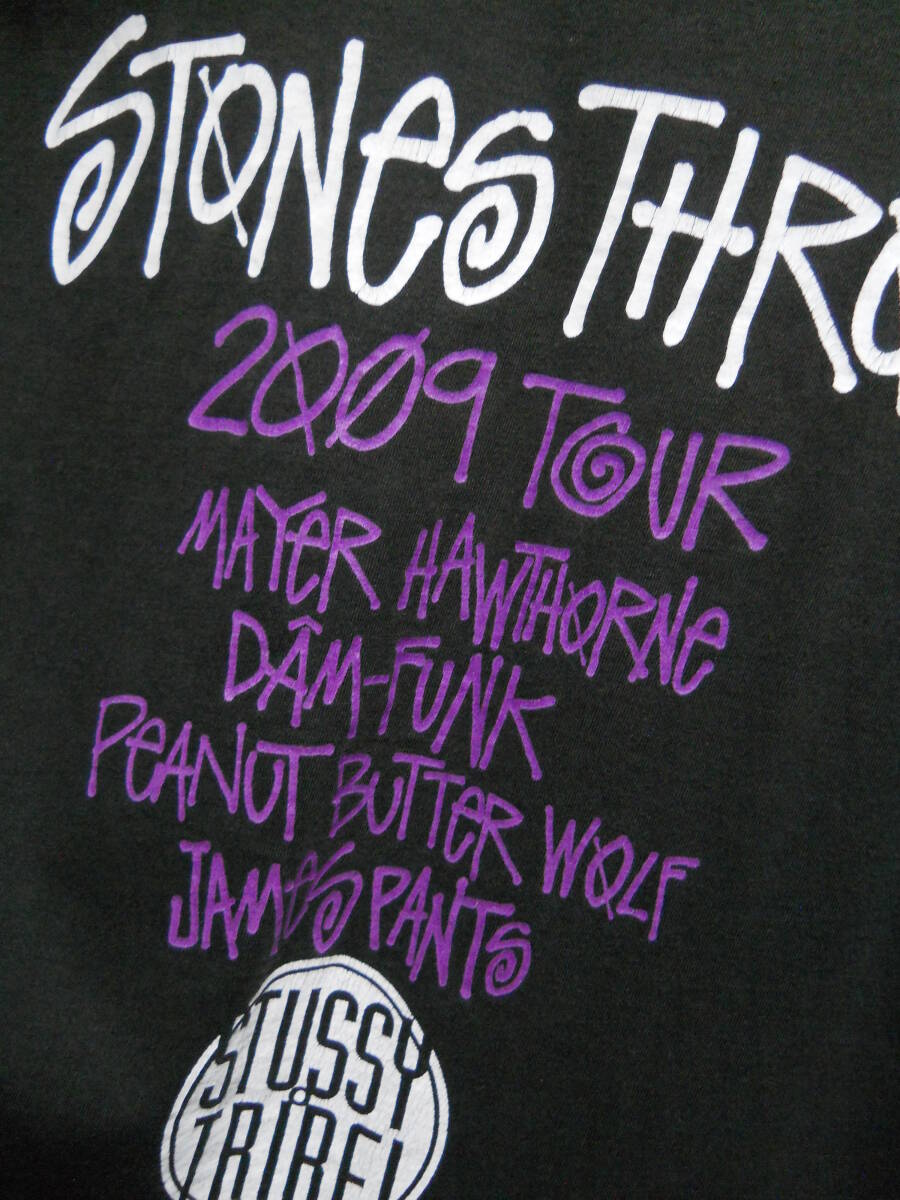 STONES THRO
2009 TOUR
MAYER HAWTHORNE
DÂM-FUNK
PEANUT BUTTER WOLF
JAMES PANTS
STUSSY
TRIBE